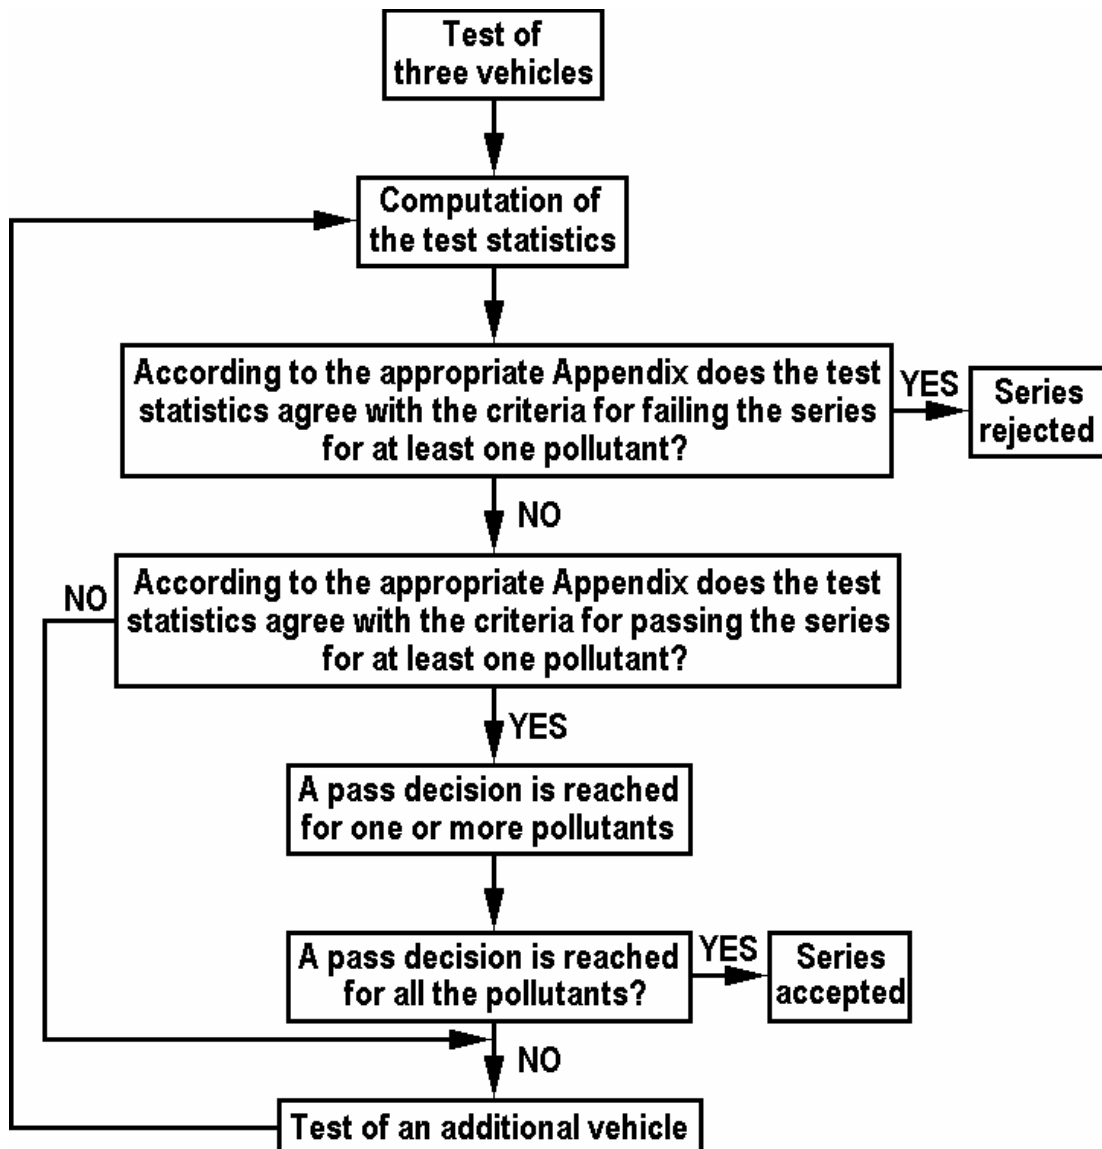 Test of
three vehicles
Computation of
the test statistics
According to the appropriate Appendix does the test
statistics agree with the criteria for failing the series
for at least one pollutant?
YES
Series
rejected
NO
According to the appropriate Appendix does the test
statistics agree with the criteria for passing the series
for at least one pollutant?
NO
YES
A pass decision is reached
for one or more pollutants
A pass decision is reached
for all the pollutants?
YES
Series
accepted
NO
Test of an additional vehicle